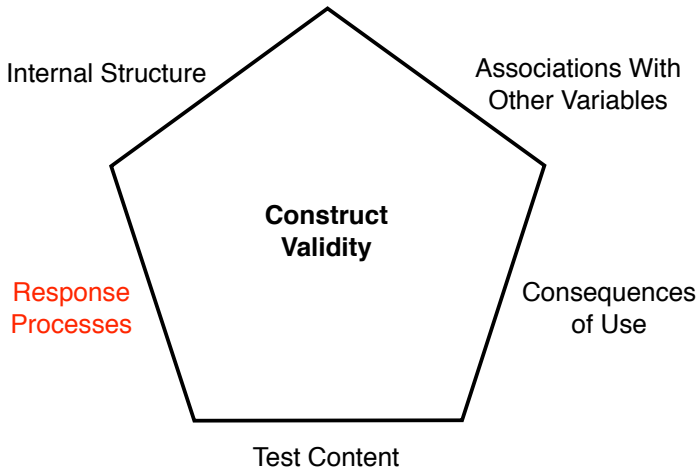 Internal Structure
Associations With
Other Variables
Construct
Validity
Response
Processes
Consequences
of Use
Test Content